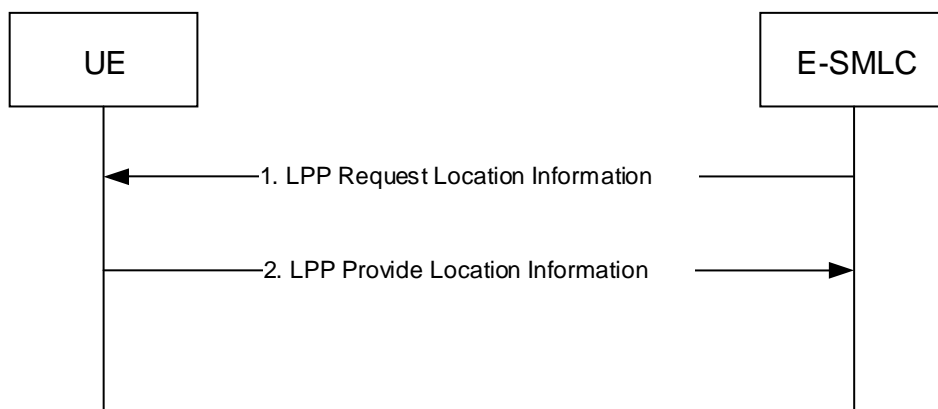 UE
E-SMLC
1. LPP Request Location Information
2. LPP Provide Location Information